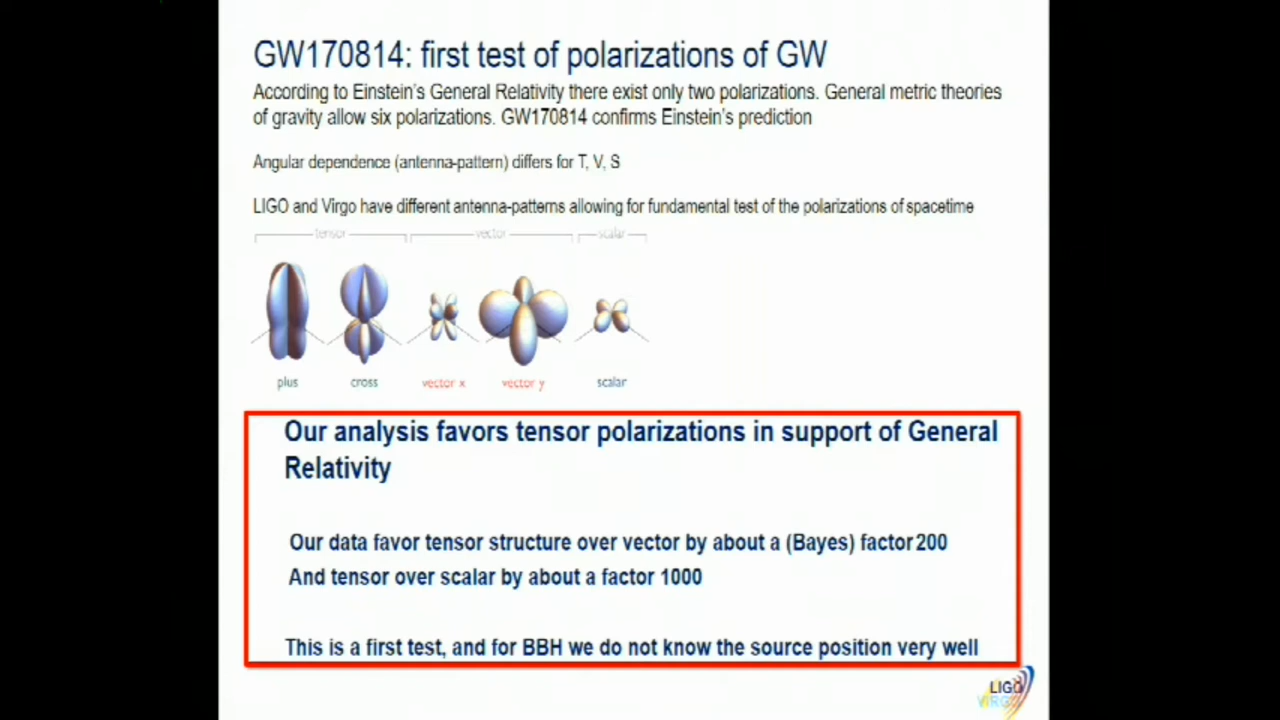 GW170814: first test of polarizations of GW
According to Einstein's General Relativity there exist only two polarizations. General metric theories
of gravity allow six polarizations. GW170814 confirms Einstein's prediction
Angular dependence (antenna-pattern) differs for T, V, S
LIGO and Virgo have different antenna-patterns allowing for fundamental test of the polarizations of spacetime
tensor vector scalar
plus cross vector x vector y scalar
Our analysis favors tensor polarizations in support of General
Relativity
Our data favor tensor structure over vector by about a (Bayes) factor 200
And tensor over scalar by about a factor 1000
This is a first test, and for BBH we do not know the source position very well
LIGO
VIRGO